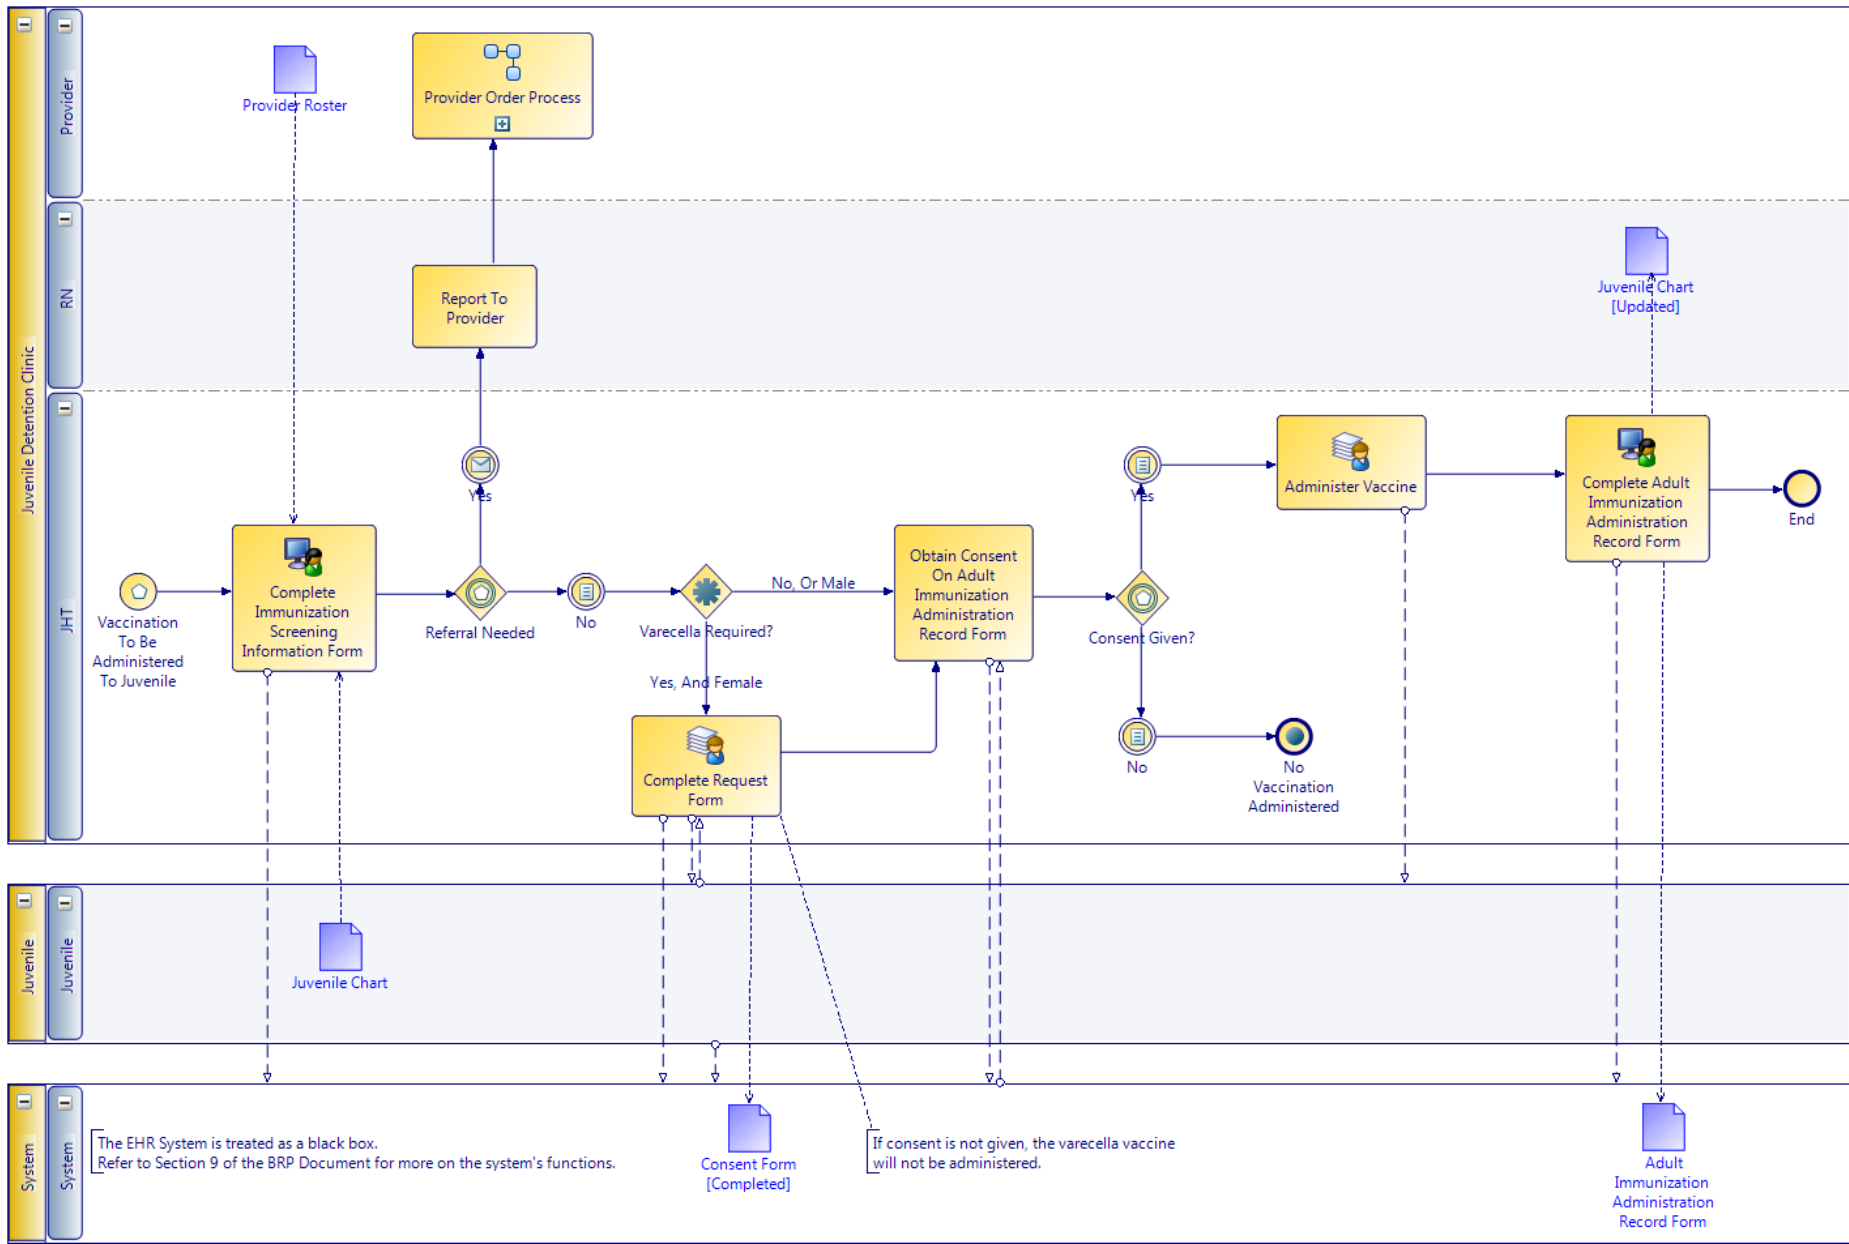 Juvenile Detention Clinic
Provider
Provider Roster
Provider Order Process
RN
Report To
Provider
Juvenile Chart
[Updated]
JHT
Vaccination
To Be
Administered
To Juvenile
Complete
Immunization
Screening
Information Form
Yes
Referral Needed
No
Varecella Required?
No, Or Male
Yes, And Female
Complete Request
Form
Obtain Consent
On Adult
Immunization
Administration
Record Form
Consent Given?
Yes
No
No
Vaccination
Administered
Administer Vaccine
Complete Adult
Immunization
Administration
Record Form
End
Juvenile
Juvenile
Juvenile Chart
System
System
The EHR System is treated as a black box.
Refer to Section 9 of the BRP Document for more on the system's functions.
Consent Form
[Completed]
If consent is not given, the varecella vaccine
will not be administered.
Adult
Immunization
Administration
Record Form